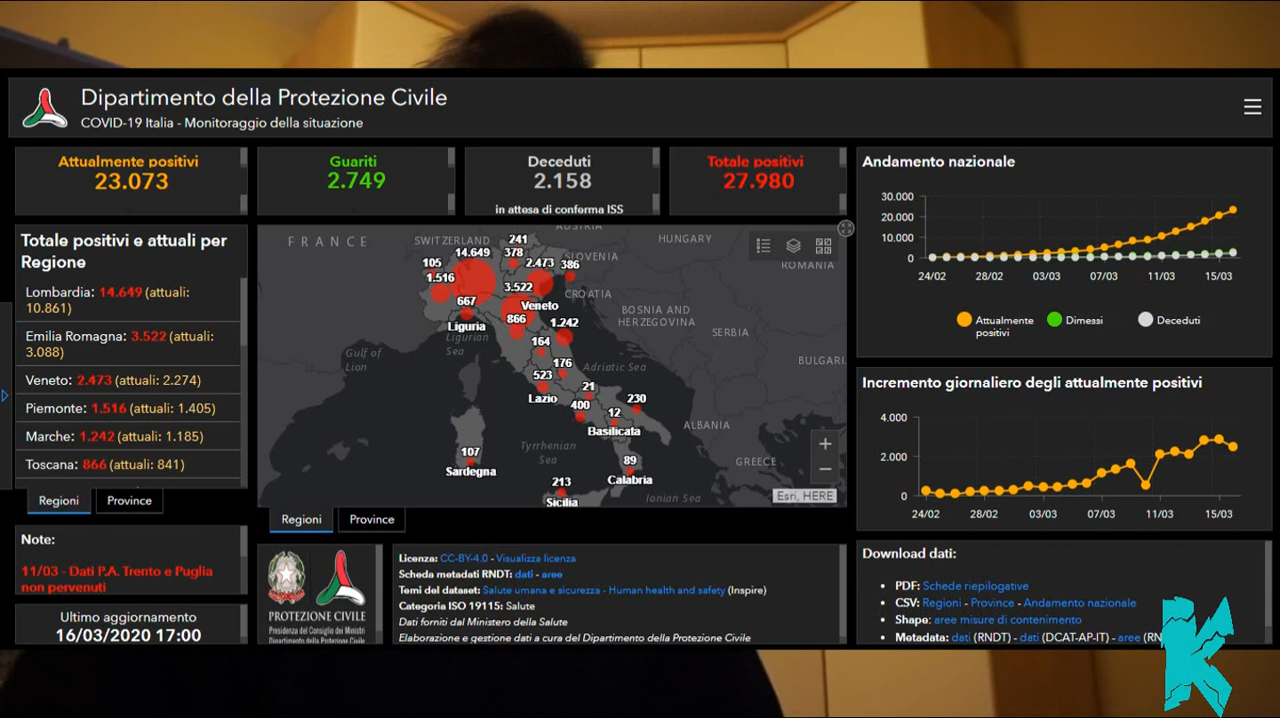 Dipartimento della Protezione Civile
COVID-19 Italia - Monitoraggio della situazione
Attualmente positivi
23.073
Guariti
2.749
Deceduti
2.158
in attesa di conferma ISS
Totale positivi
27.980
Totale positivi e attuali per
Regione
Lombardia: 14.649 (attuali:
10.861)
Emilia Romagna: 3.522 (attuali:
3.088)
Veneto: 2.473 (attuali: 2.274)
Piemonte: 1.516 (attuali: 1.405)
Marche: 1.242 (attuali: 1.185)
Toscana: 866 (attuali: 841)
Regioni
Province
Note:
11/03 - Dati P.A. Trento e Puglia
non pervenuti
Ultimo aggiornamento
16/03/2020 17:00
FRANCE
SWITZERLAND
AUSTRIA
HUNGARY
SLOVENIA
ROMANIA
CROATIA
BOSNIA AND
HERZEGOVINA
SERBIA
BULGARI
ALBANIA
GREECE
Gulf of
Lion
Ligurian
Sea
Adriatic Sea
Tyrrhenian
Sea
Ionian Sea
241
14.649
378
105
2.473
386
1.516
3.522
667
Veneto
866
Liguria
1.242
164
176
523
Lazio
21
400
230
12
Basilicata
107
Sardegna
89
Calabria
213
Sicilia
+
−
Esri, HERE
Regioni
Province
PROTEZIONE CIVILE
Presidenza del Consiglio dei Ministri
Dipartimento della Protezione Civile
Licenza: CC-BY-4.0 - Visualizza licenza
Scheda metadati RNDT: dati - aree
Temi del dataset: Salute umana e sicurezza - Human health and safety (Inspire)
Categoria ISO 19115: Salute
Dati forniti dal Ministero della Salute
Elaborazione e gestione dati a cura del Dipartimento della Protezione Civile
Andamento nazionale
30.000
20.000
10.000
0
24/02
28/02
03/03
07/03
11/03
15/03
Attualmente
positivi
Dimessi
Deceduti
Incremento giornaliero degli attualmente positivi
4.000
2.000
0
24/02
28/02
03/03
07/03
11/03
15/03
Download dati:
• PDF: Schede riepilogative
• CSV: Regioni - Province - Andamento nazionale
• Shape: aree misure di contenimento
• Metadata: dati (RNDT) - dati (DCAT-AP-IT) - aree (RN
K